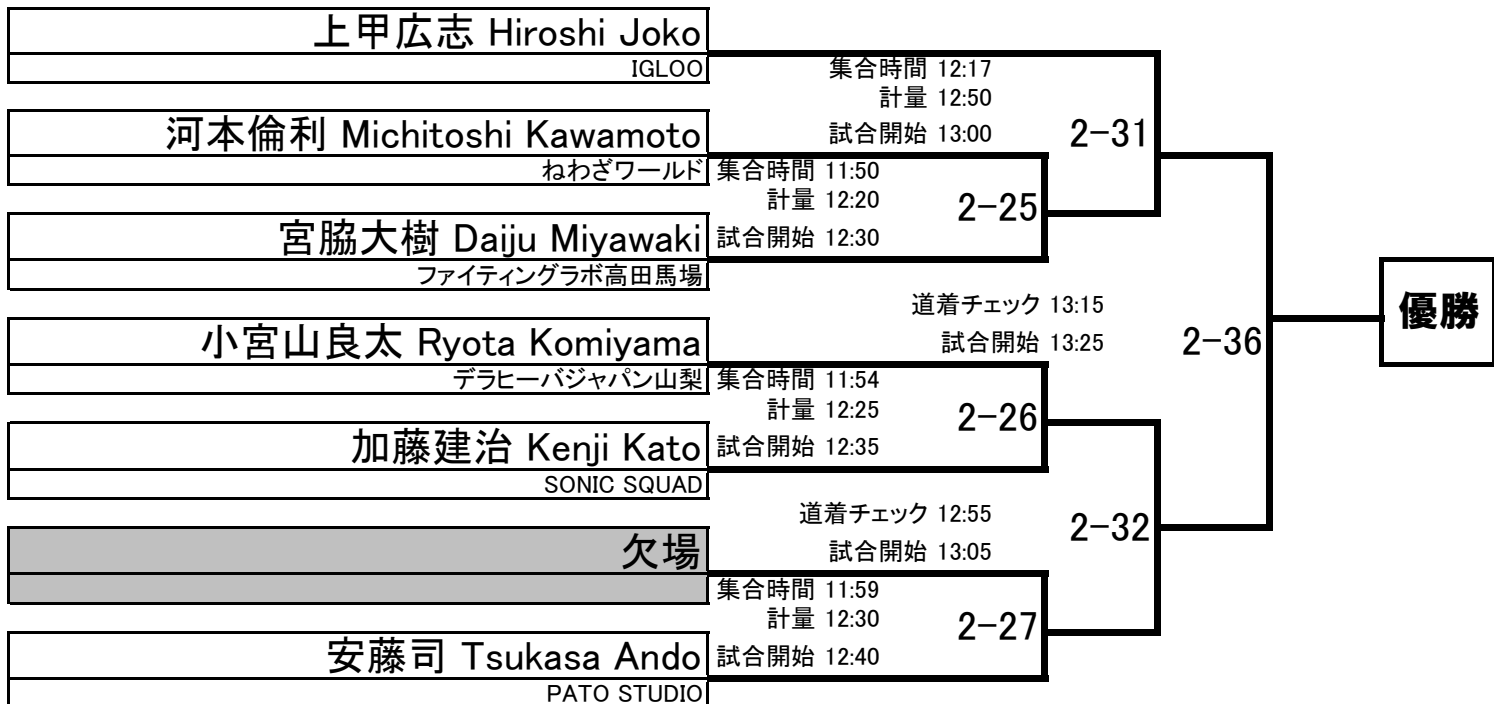 上甲広志 Hiroshi Joko
IGLOO
集合時間 12:17
計量 12:50
試合開始 13:00
2-31
河本倫利 Michitoshi Kawamoto
ねわざワールド
集合時間 11:50
計量 12:20
試合開始 12:30
2-25
宮脇大樹 Daiju Miyawaki
ファイティングラボ高田馬場
道着チェック 13:15
試合開始 13:25
2-36
優勝
小宮山良太 Ryota Komiyama
デラヒーバジャパン山梨
集合時間 11:54
計量 12:25
試合開始 12:35
2-26
加藤建治 Kenji Kato
SONIC SQUAD
道着チェック 12:55
試合開始 13:05
2-32
欠場
集合時間 11:59
計量 12:30
試合開始 12:40
2-27
安藤司 Tsukasa Ando
PATO STUDIO